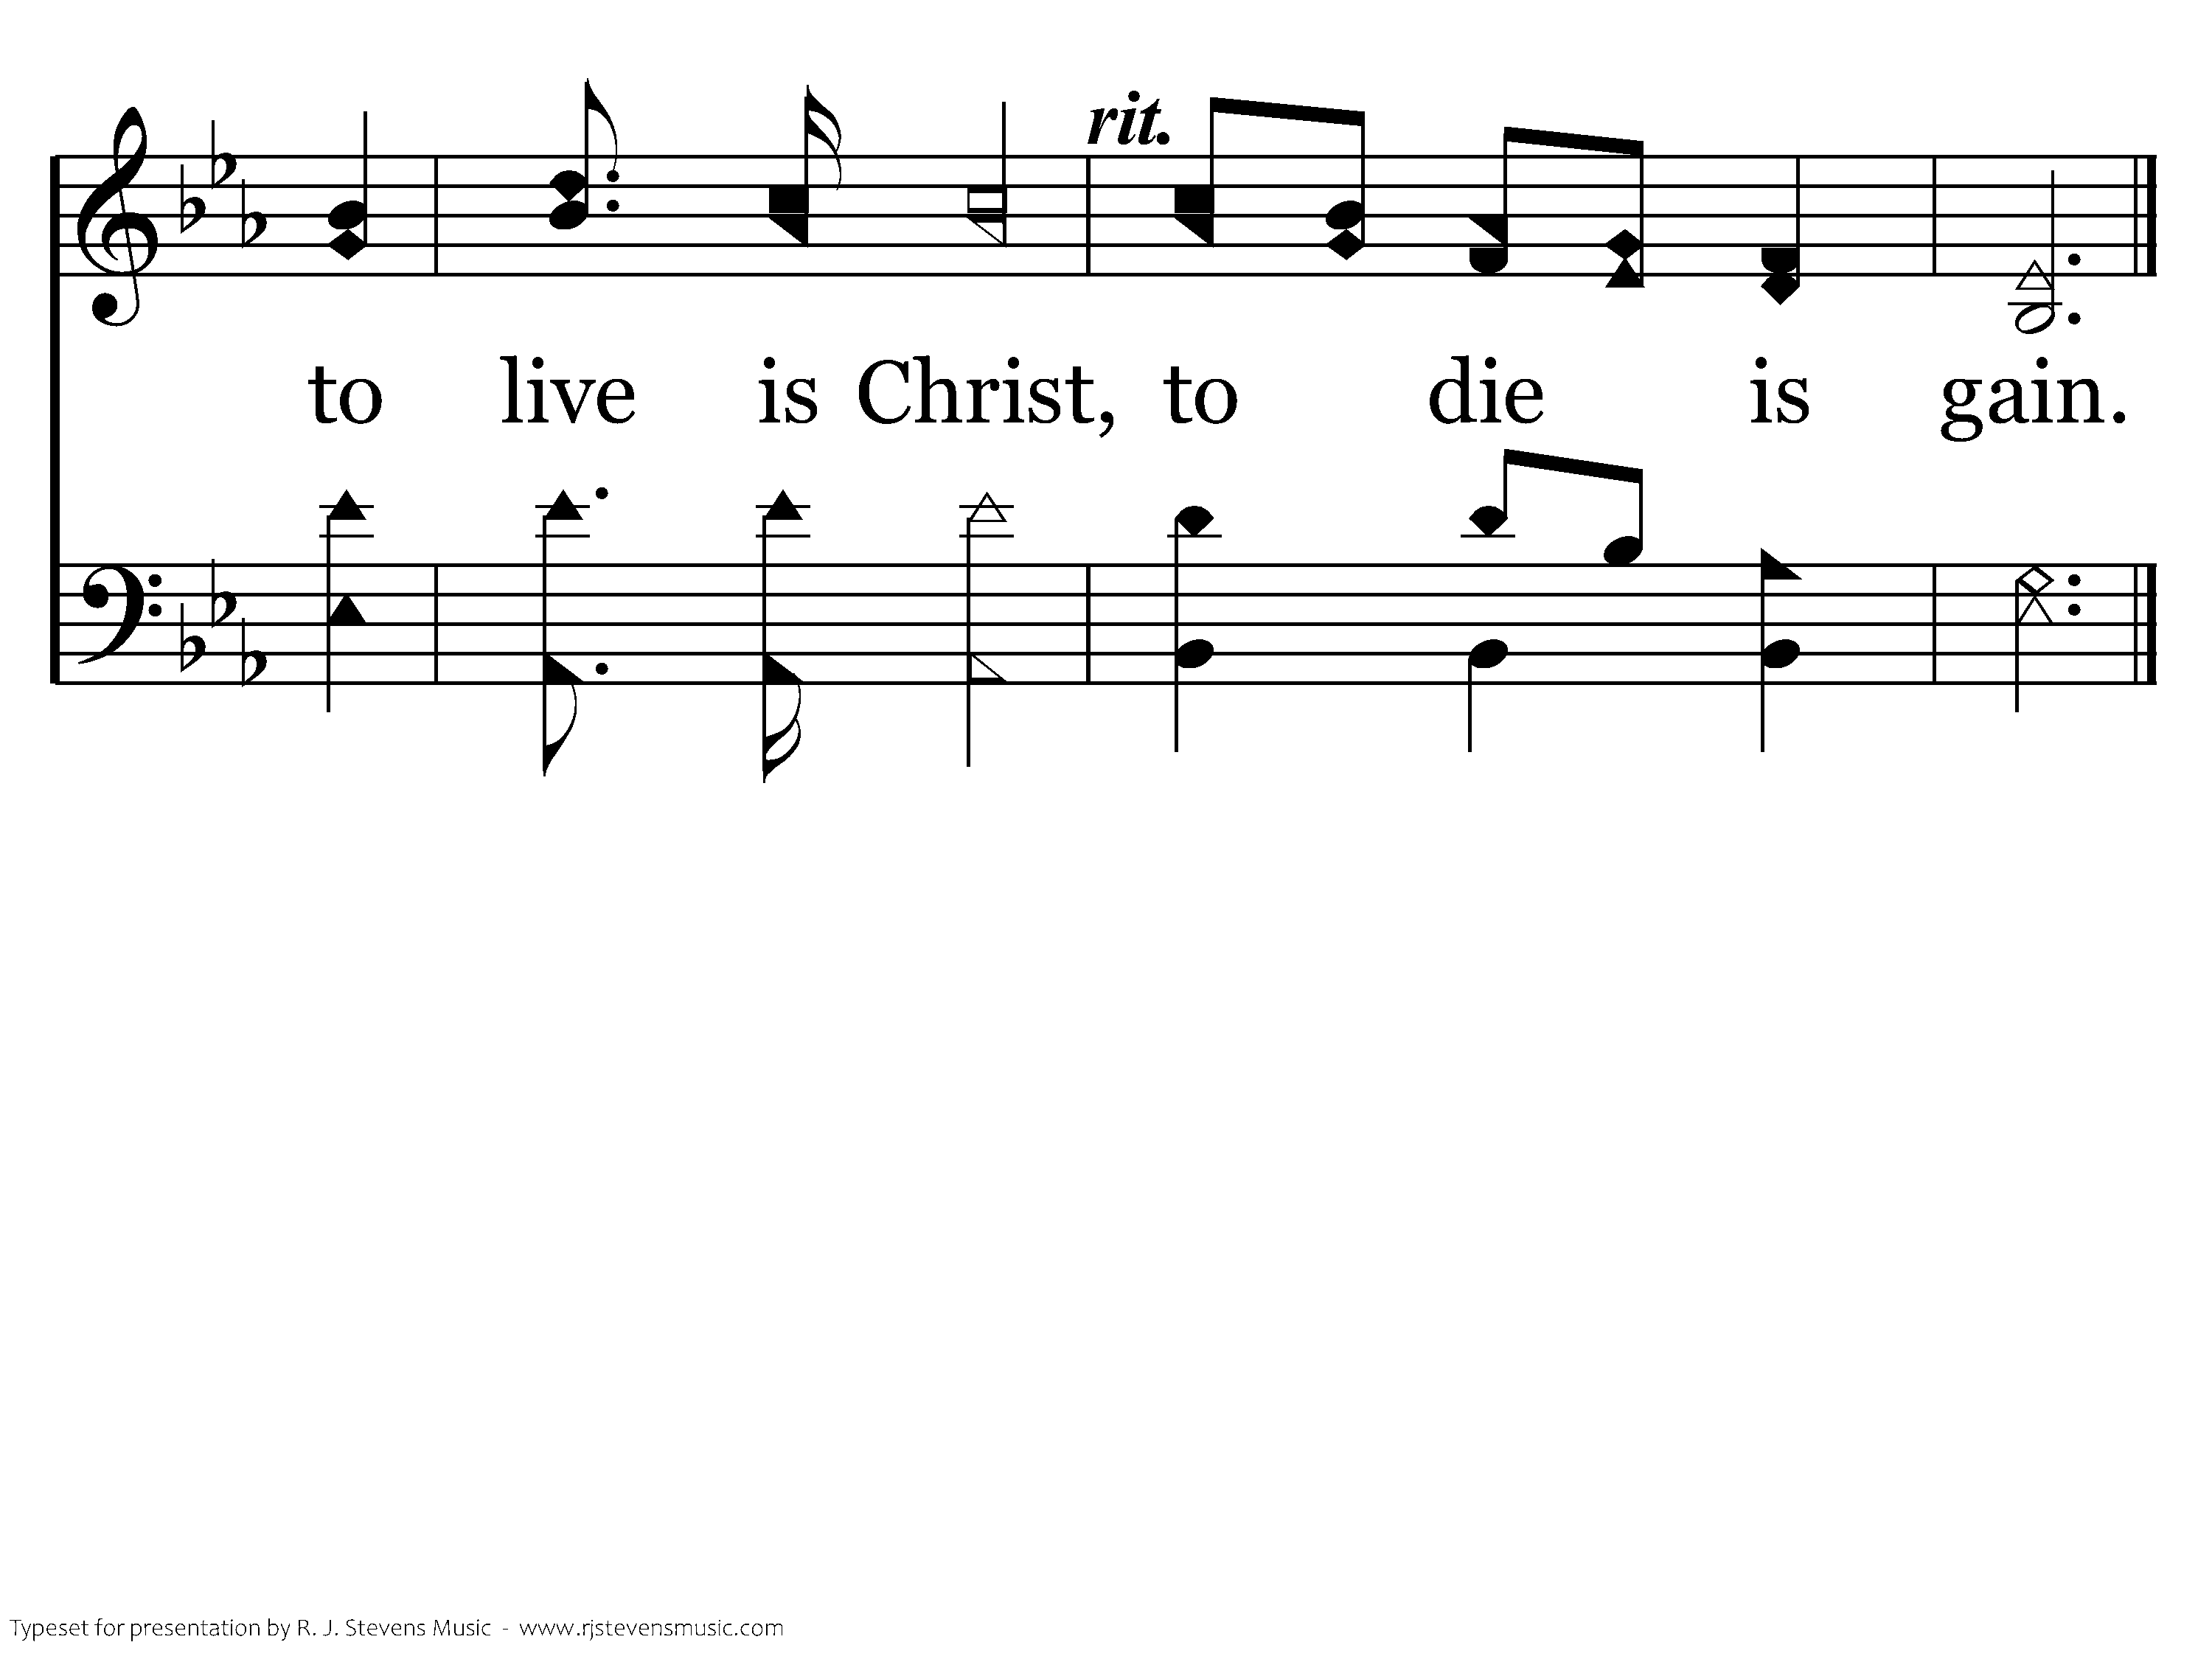 rit.
to live is Christ, to die is gain.
Typeset for presentation by R. J. Stevens Music - www.rjstevensmusic.com